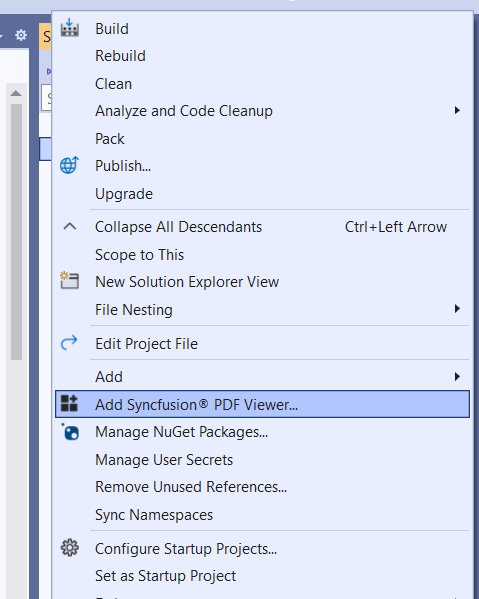 S
Build
Rebuild
Clean
Analyze and Code Cleanup
Pack
Publish...
Upgrade
Collapse All Descendants Ctrl+Left Arrow
Scope to This
New Solution Explorer View
File Nesting
Edit Project File
Add
Add Syncfusion® PDF Viewer...
Manage NuGet Packages...
Manage User Secrets
Remove Unused References...
Sync Namespaces
Configure Startup Projects...
Set as Startup Project